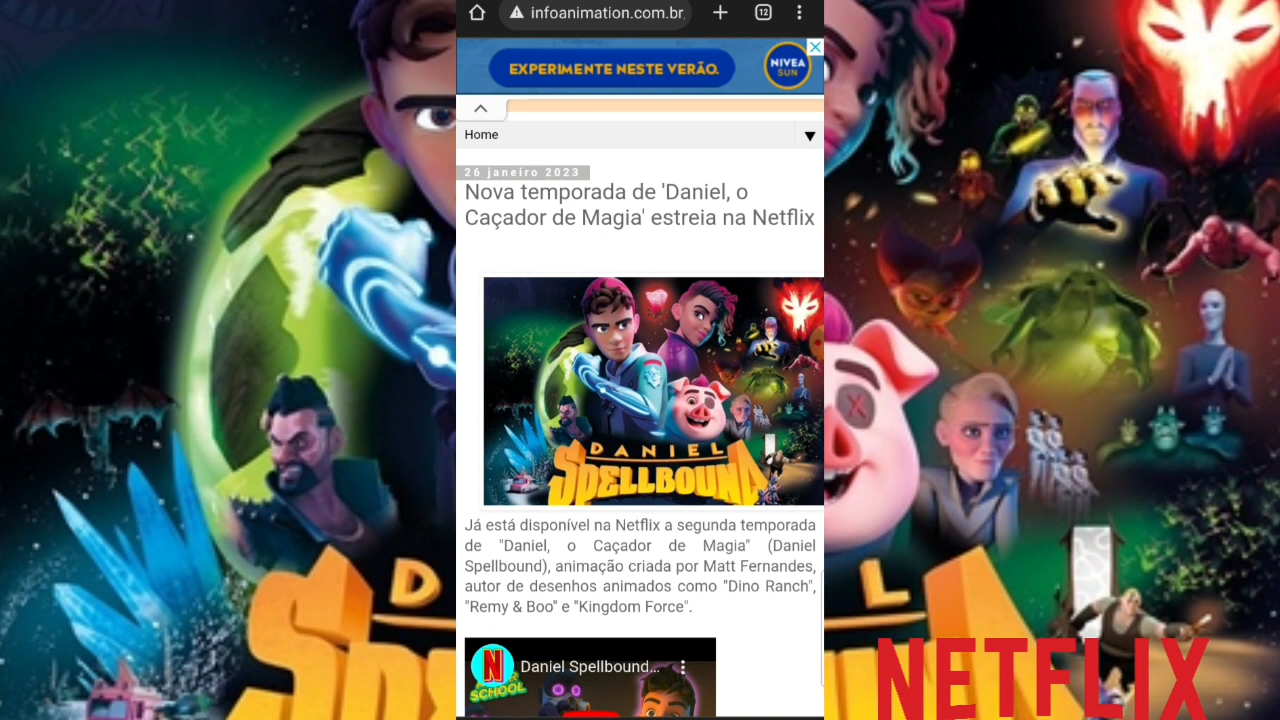 infoanimation.com.br
12
EXPERIMENTE NESTE VERÃO.
NIVEA
SUN
Home
26 janeiro 2023
Nova temporada de 'Daniel, o
Caçador de Magia' estreia na Netflix
DANIEL
SPELLBOUND
Já está disponível na Netflix a segunda temporada
de "Daniel, o Caçador de Magia" (Daniel
Spellbound), animação criada por Matt Fernandes,
autor de desenhos animados como "Dino Ranch",
"Remy & Boo" e "Kingdom Force".
N
Daniel Spellbound...
SCHOOL
NETFLIX